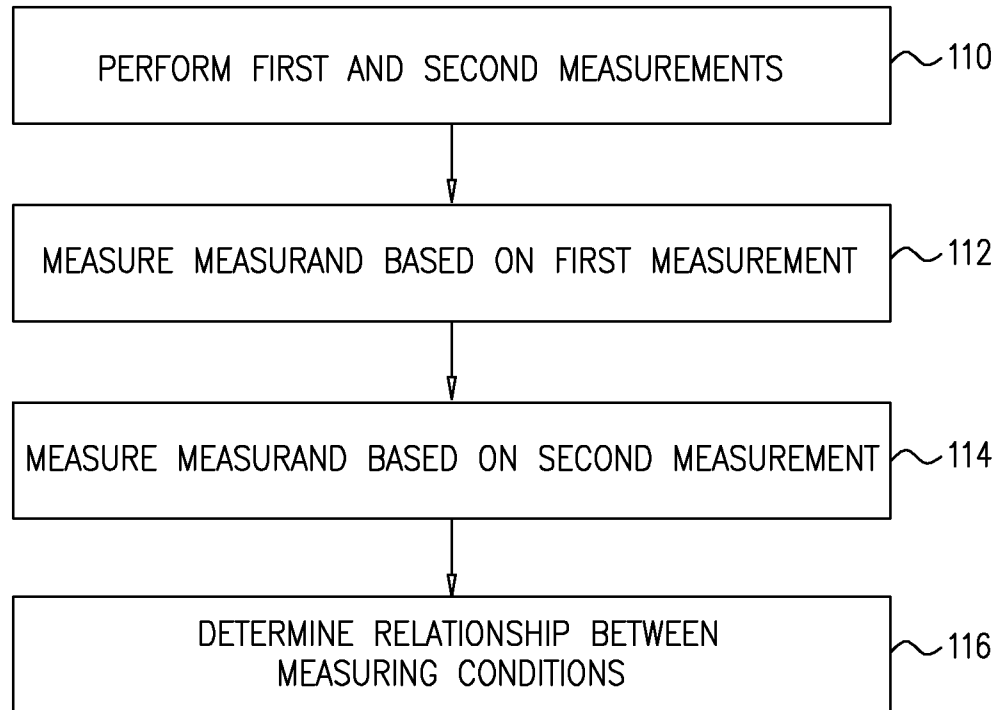 PERFORM FIRST AND SECOND MEASUREMENTS
110
MEASURE MEASURAND BASED ON FIRST MEASUREMENT
112
MEASURE MEASURAND BASED ON SECOND MEASUREMENT
114
DETERMINE RELATIONSHIP BETWEEN
MEASURING CONDITIONS
116